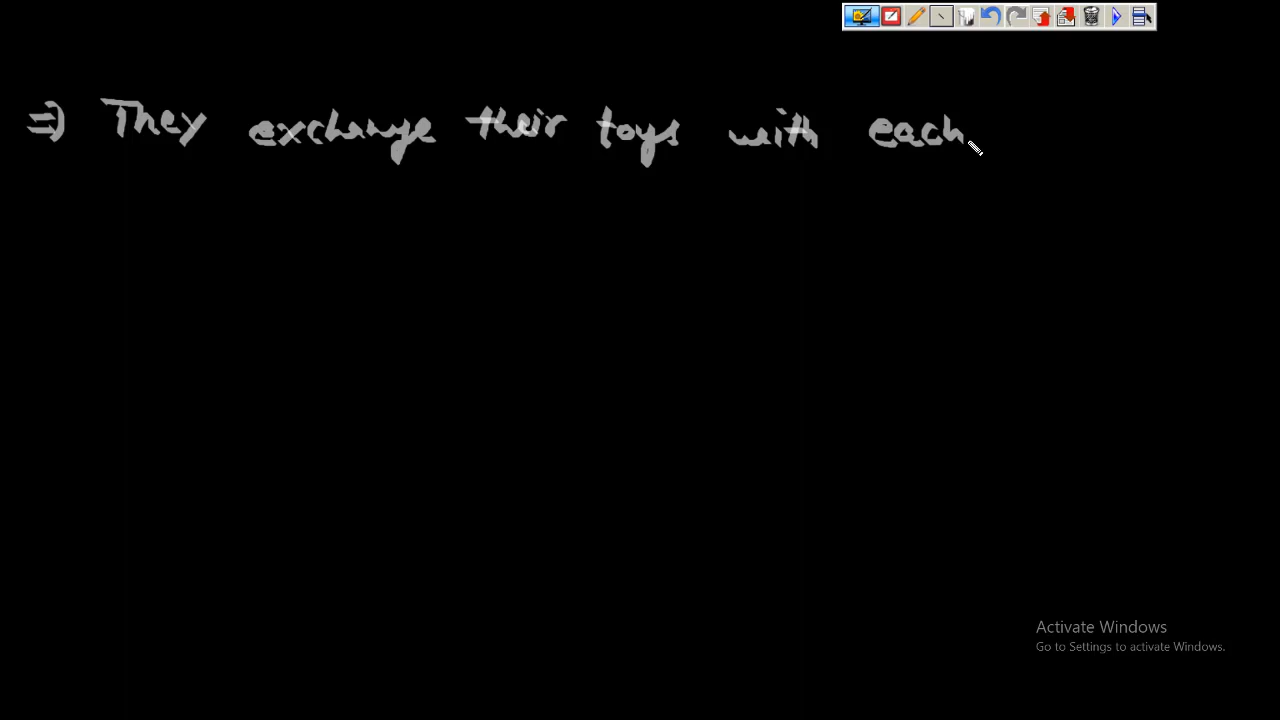 => They exchange their toys with each
Activate Windows
Go to Settings to activate Windows.